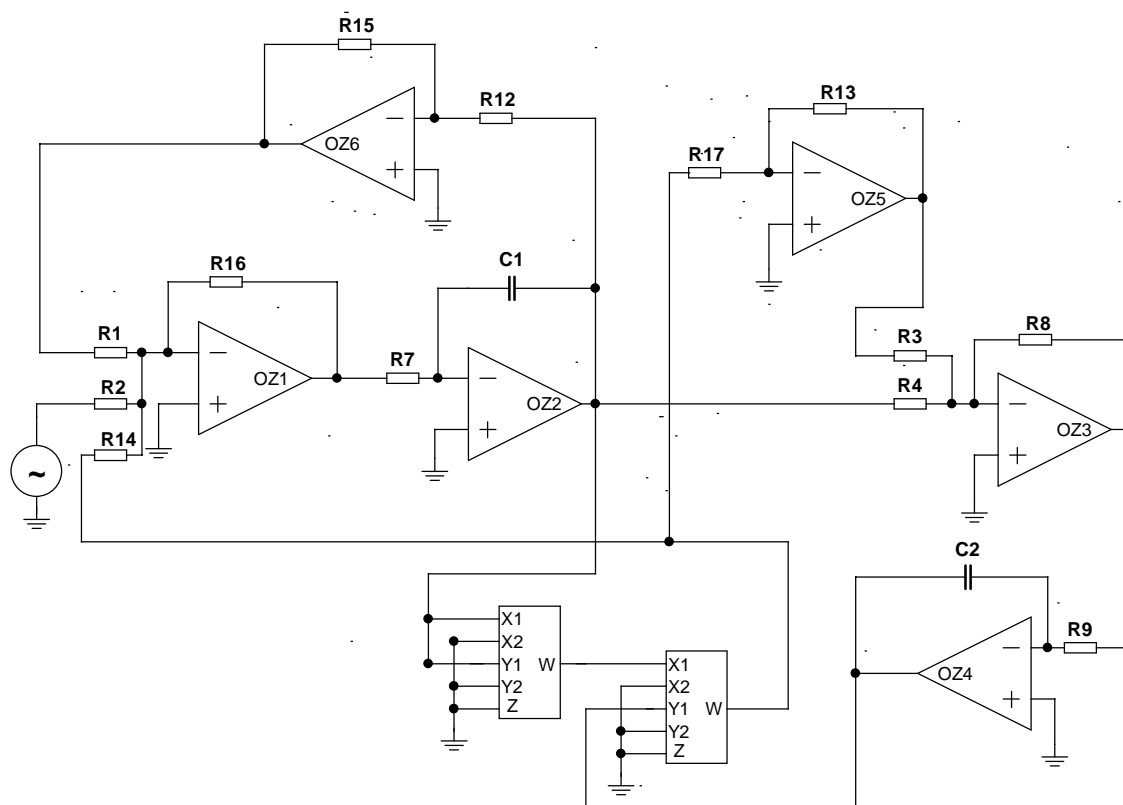 R15
R12
−
OZ6
+
R13
R17
−
OZ5
+
R16
C1
R1
−
OZ1
+
R2
R14
~
R7
−
OZ2
+
R3
R8
R4
−
OZ3
+
X1
X2
Y1 W
Y2
Z
X1
X2
Y1 W
Y2
Z
C2
R9
−
OZ4
+